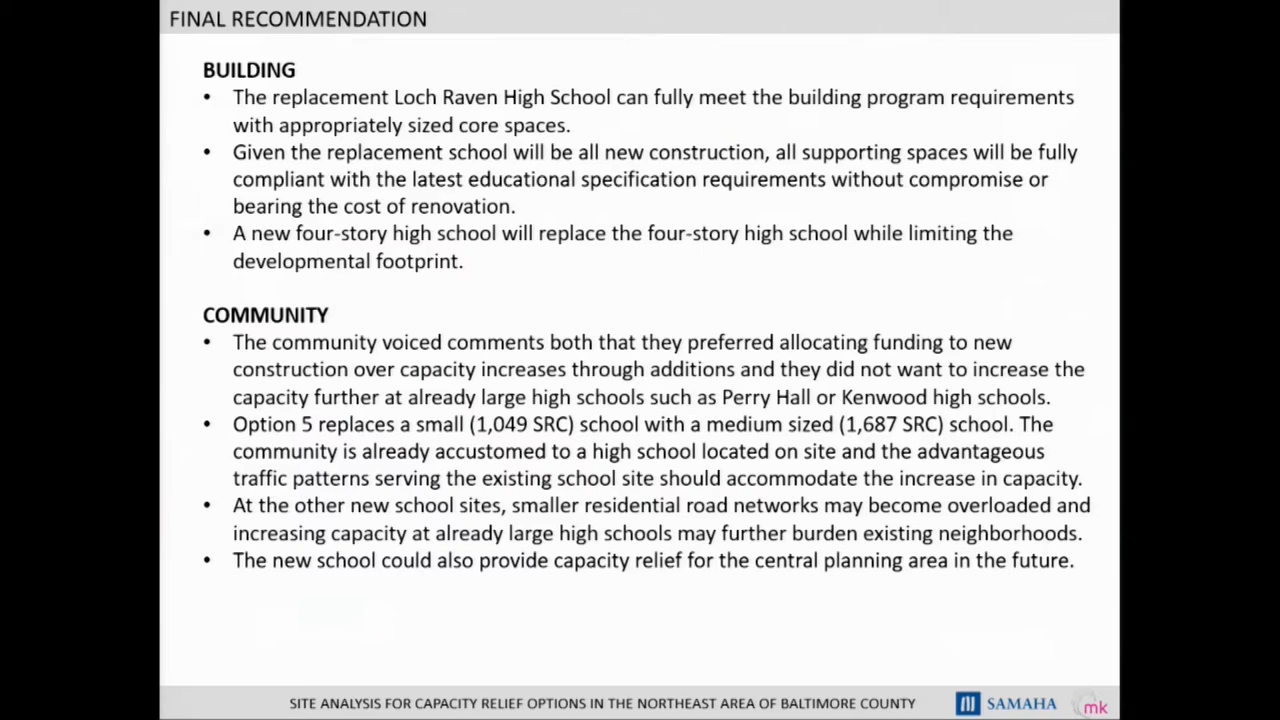 FINAL RECOMMENDATION
BUILDING
• The replacement Loch Raven High School can fully meet the building program requirements
with appropriately sized core spaces.
• Given the replacement school will be all new construction, all supporting spaces will be fully
compliant with the latest educational specification requirements without compromise or
bearing the cost of renovation.
• A new four-story high school will replace the four-story high school while limiting the
developmental footprint.
COMMUNITY
• The community voiced comments both that they preferred allocating funding to new
construction over capacity increases through additions and they did not want to increase the
capacity further at already large high schools such as Perry Hall or Kenwood high schools.
• Option 5 replaces a small (1,049 SRC) school with a medium sized (1,687 SRC) school. The
community is already accustomed to a high school located on site and the advantageous
traffic patterns serving the existing school site should accommodate the increase in capacity.
• At the other new school sites, smaller residential road networks may become overloaded and
increasing capacity at already large high schools may further burden existing neighborhoods.
• The new school could also provide capacity relief for the central planning area in the future.
SITE ANALYSIS FOR CAPACITY RELIEF OPTIONS IN THE NORTHEAST AREA OF BALTIMORE COUNTY
SAMAHA
mk